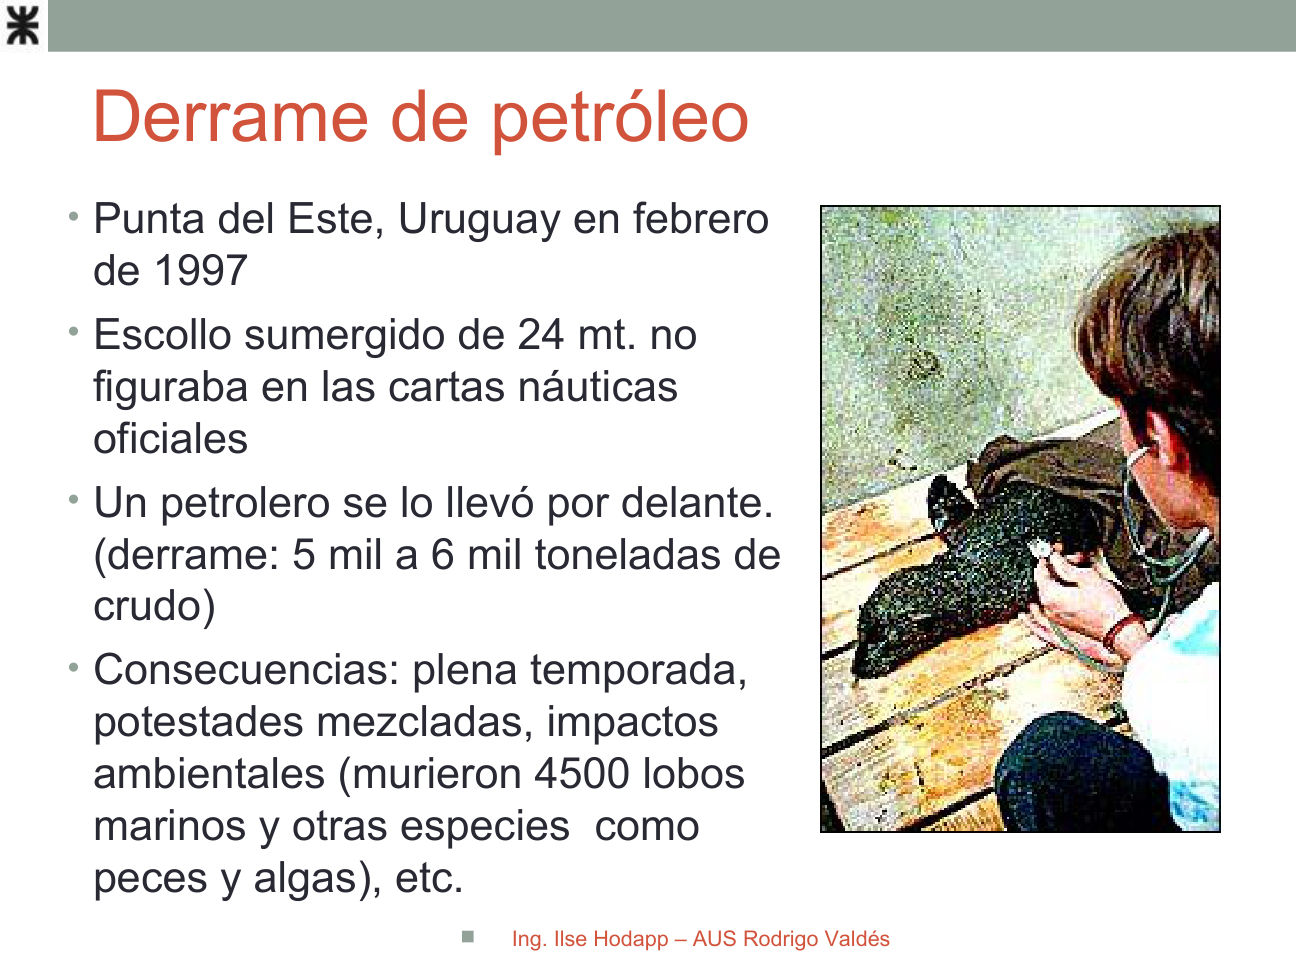 Derrame de petróleo
• Punta del Este, Uruguay en febrero
de 1997
• Escollo sumergido de 24 mt. no
figuraba en las cartas náuticas
oficiales
• Un petrolero se lo llevó por delante.
(derrame: 5 mil a 6 mil toneladas de
crudo)
• Consecuencias: plena temporada,
potestades mezcladas, impactos
ambientales (murieron 4500 lobos
marinos y otras especies  como
peces y algas), etc.
■ Ing. Ilse Hodapp – AUS Rodrigo Valdés